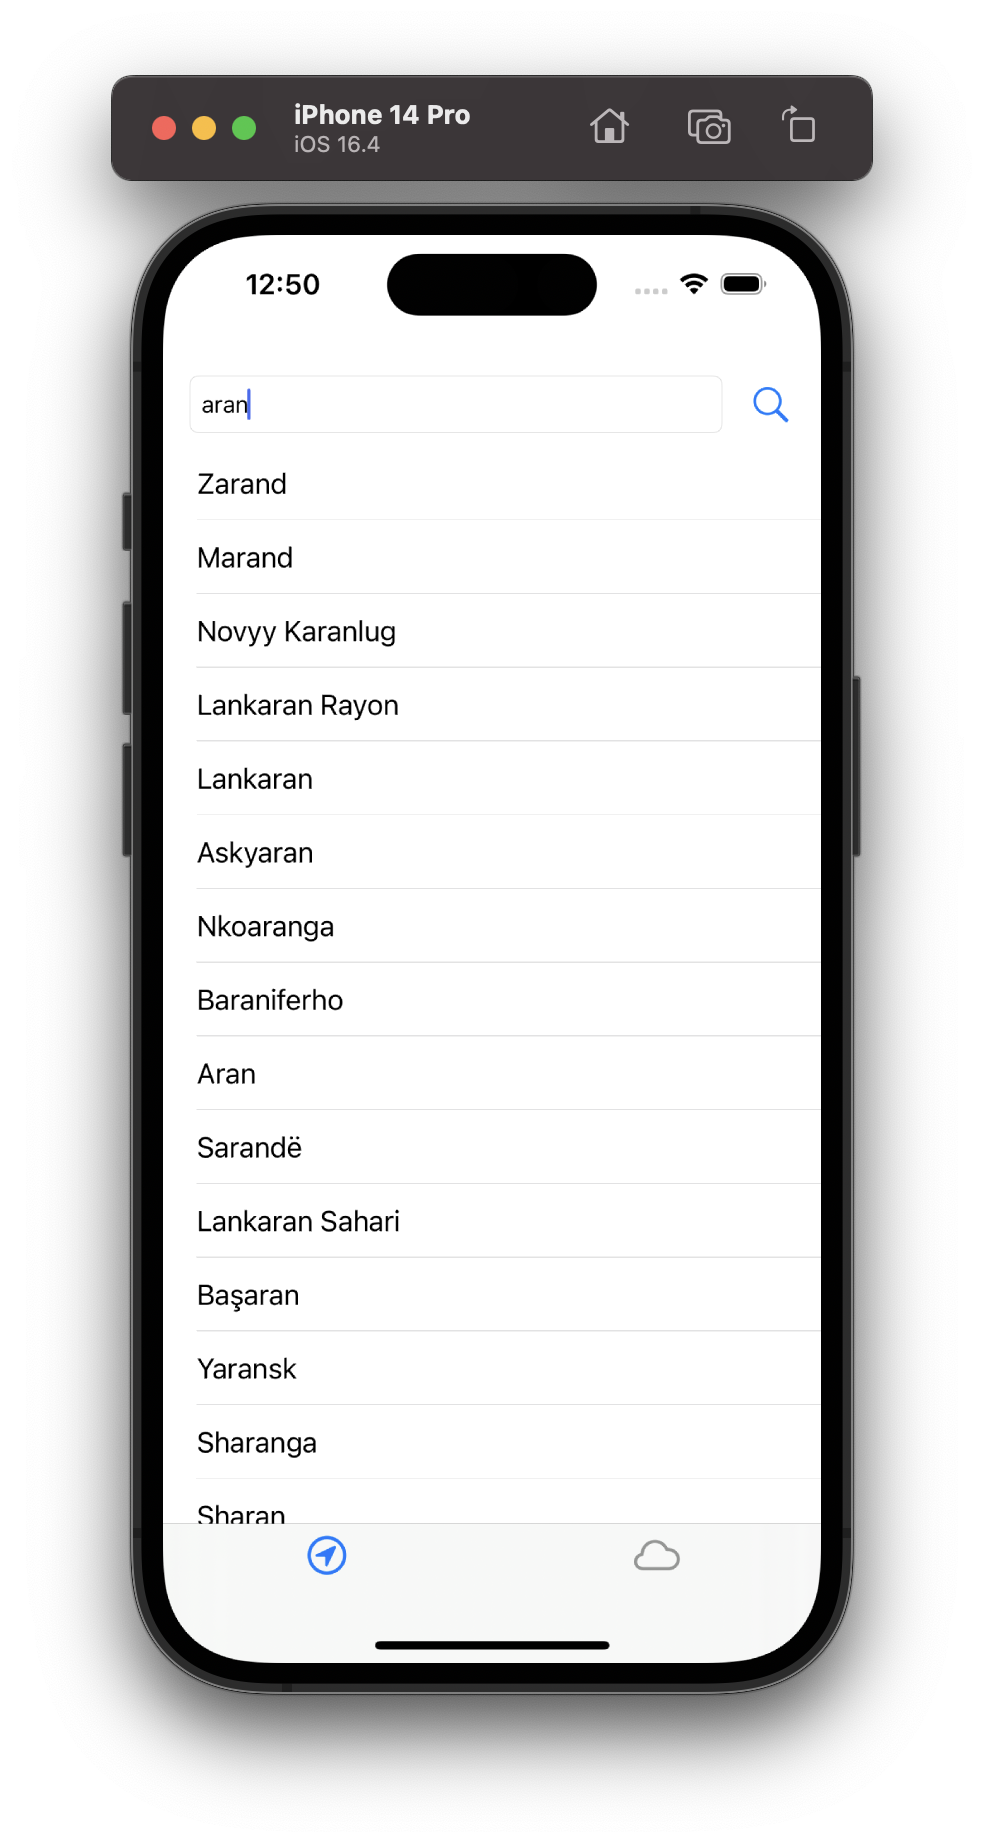 iPhone 14 Pro
iOS 16.4
12:50
aran
Zarand
Marand
Novyy Karanlug
Lankaran Rayon
Lankaran
Askyaran
Nkoaranga
Baraniferho
Aran
Sarandë
Lankaran Sahari
Başaran
Yaransk
Sharanga
Sharan